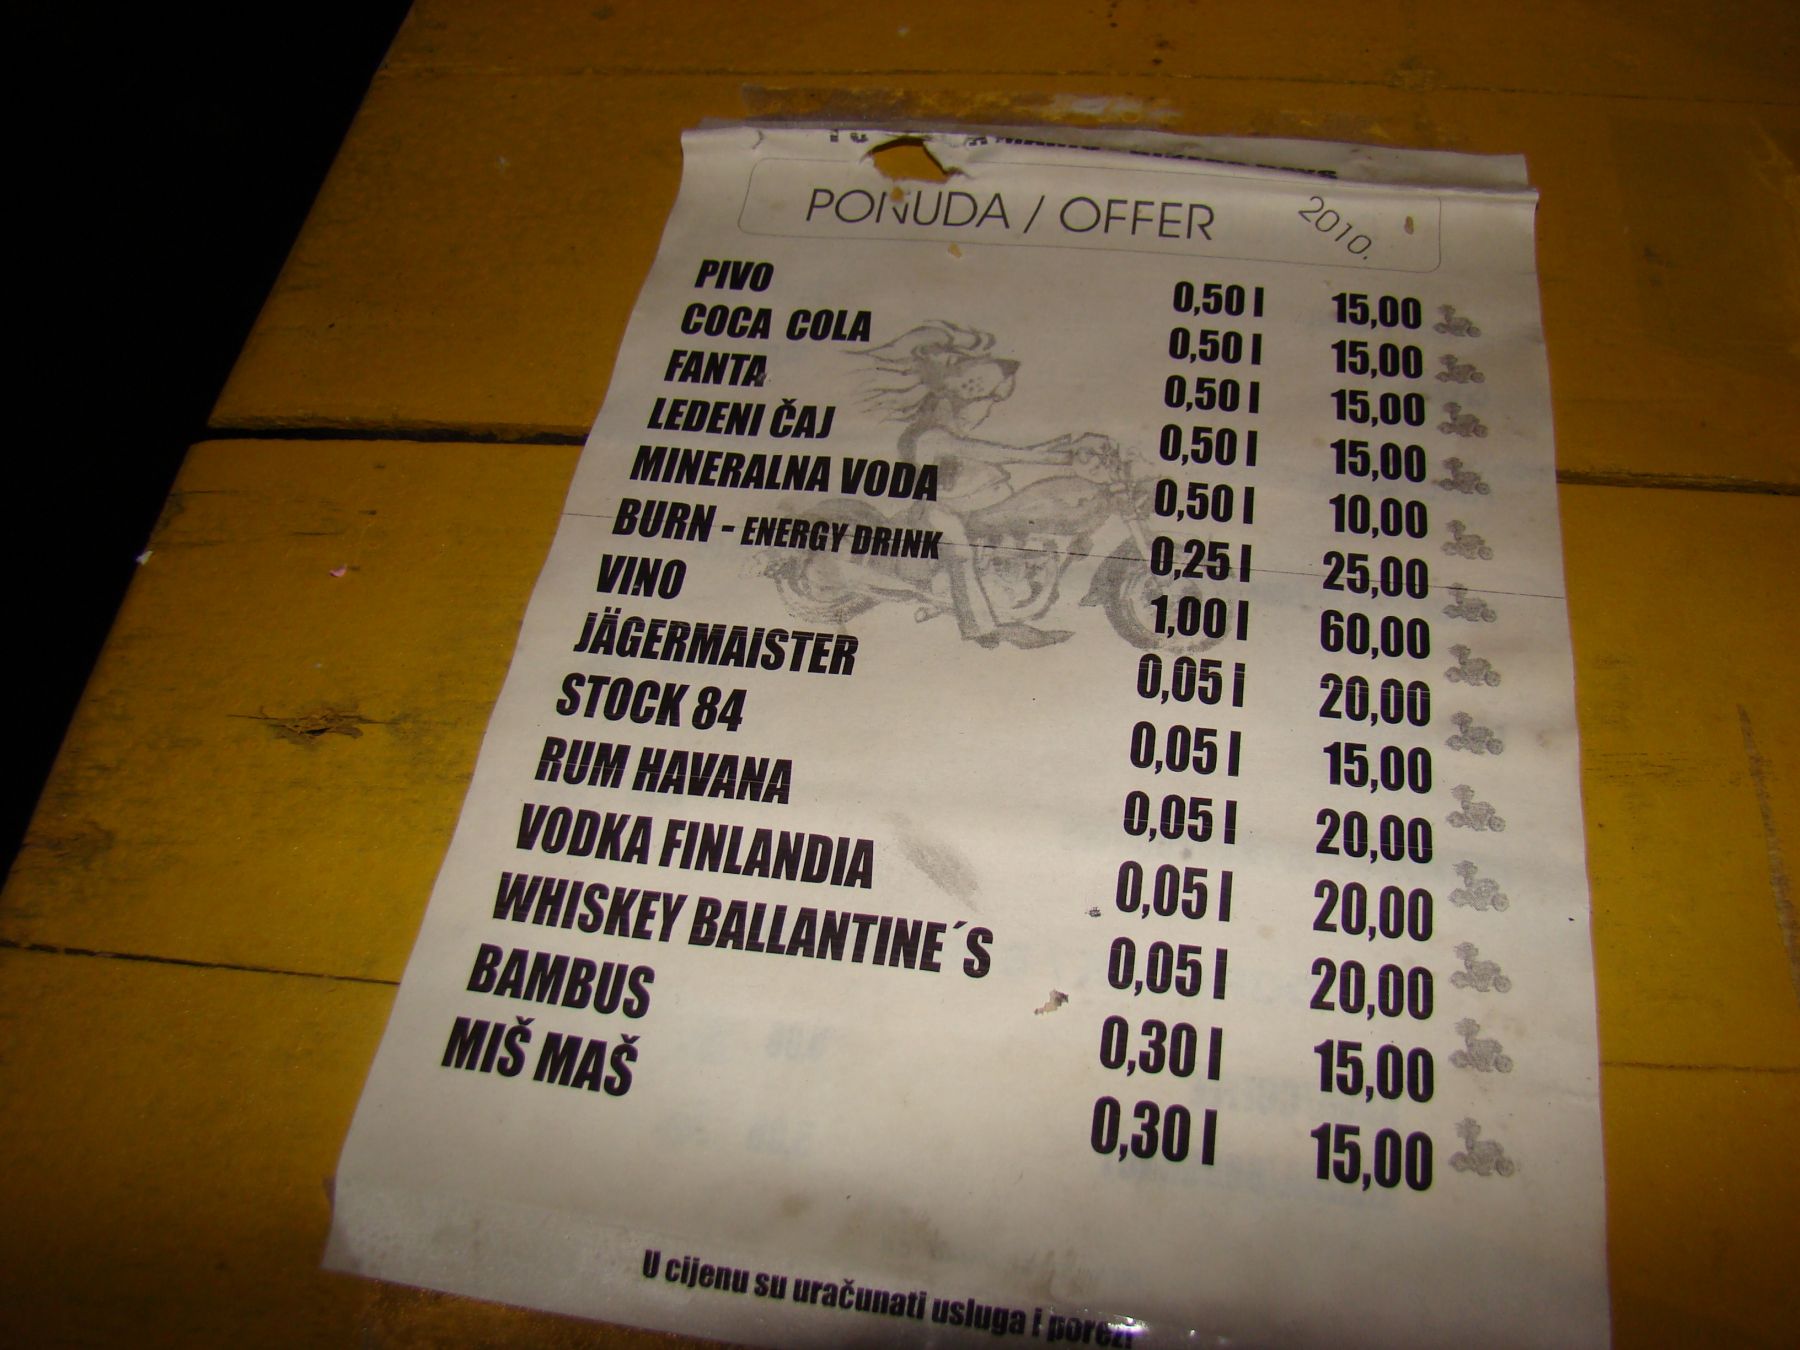 PONUDA / OFFER 2010.
PIVO 0,50 l 15,00
COCA COLA 0,50 l 15,00
FANTA 0,50 l 15,00
LEDENI ČAJ 0,50 l 15,00
MINERALNA VODA 0,50 l 10,00
BURN - ENERGY DRINK 0,25 l 25,00
VINO 1,00 l 60,00
JÄGERMAISTER 0,05 l 20,00
STOCK 84 0,05 l 15,00
RUM HAVANA 0,05 l 20,00
VODKA FINLANDIA 0,05 l 20,00
WHISKEY BALLANTINE´S 0,05 l 20,00
BAMBUS 0,30 l 15,00
MIŠ MAŠ 0,30 l 15,00
U cijenu su uračunati usluga i porezi